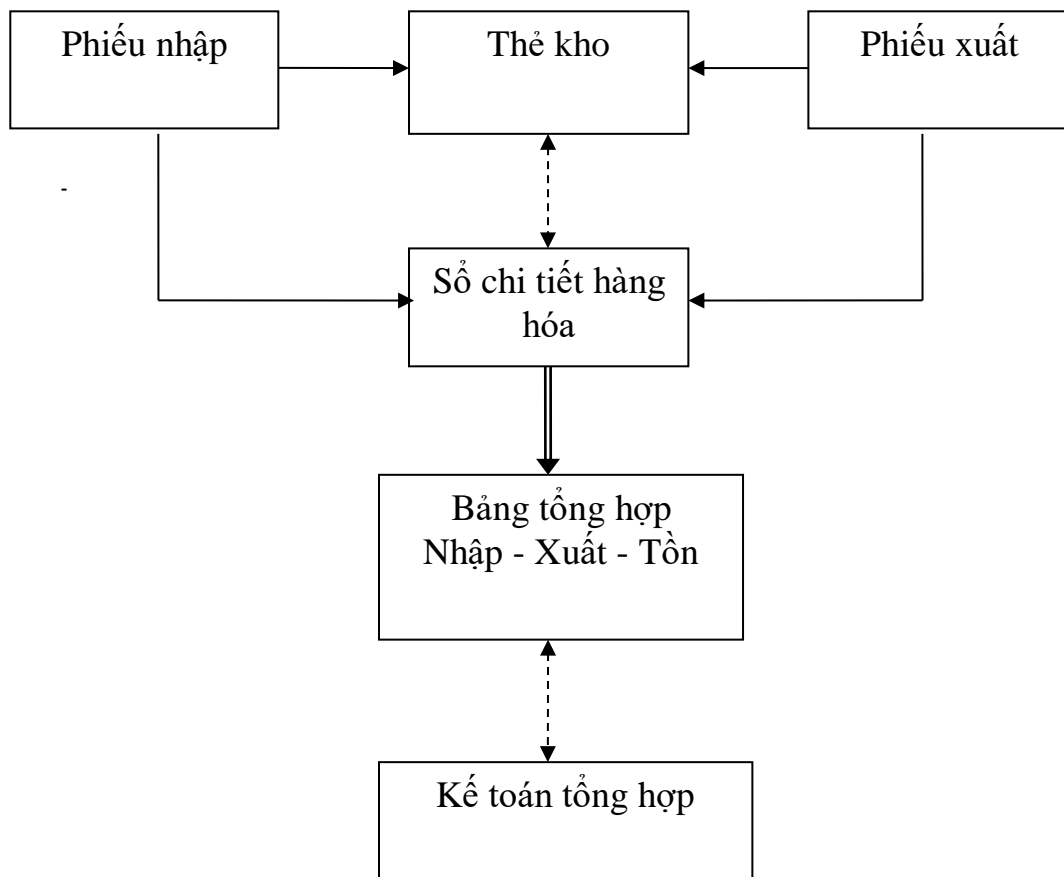 Phiếu nhập
Thẻ kho
Phiếu xuất
-
Sổ chi tiết hàng
hóa
Bảng tổng hợp
Nhập - Xuất - Tồn
Kế toán tổng hợp